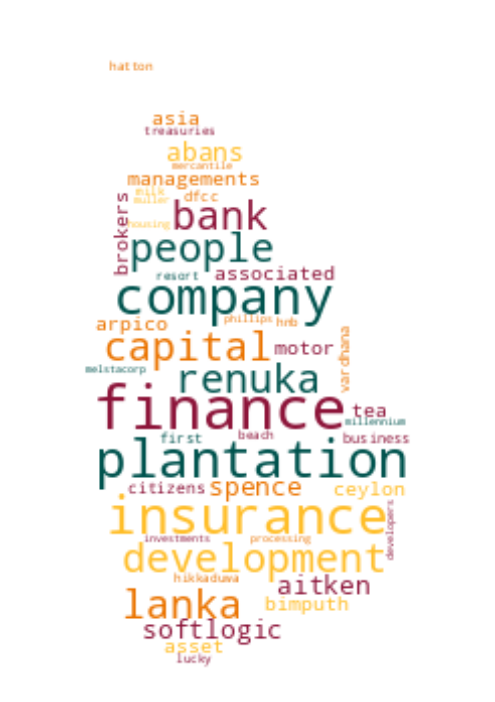 hatton
asia
treasuries
abans
mercantile
managements
milk
dfcc
muller
brokers
bank
housing
people
resort
associated
company
arpico
phillips
hnb
capital
motor
vardhana
melstacorp
renuka
finance
tea
millennium
first
beach
business
plantation
citizens
spence
ceylon
insurance
developers
investments
processing
development
hikkaduwa
aitken
lanka
bimputh
softlogic
asset
lucky